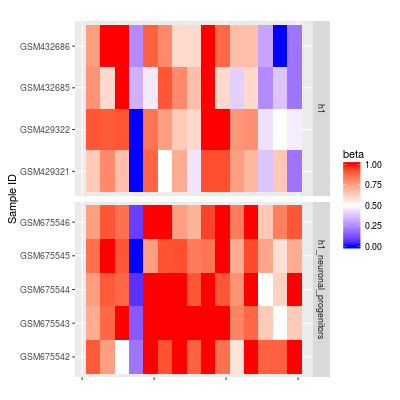 GSM432686
GSM432685
GSM429322
GSM429321
h1
GSM675546
GSM675545
GSM675544
GSM675543
GSM675542
h1_neuronal_progenitors
Sample ID
beta
1.00
0.75
0.50
0.25
0.00